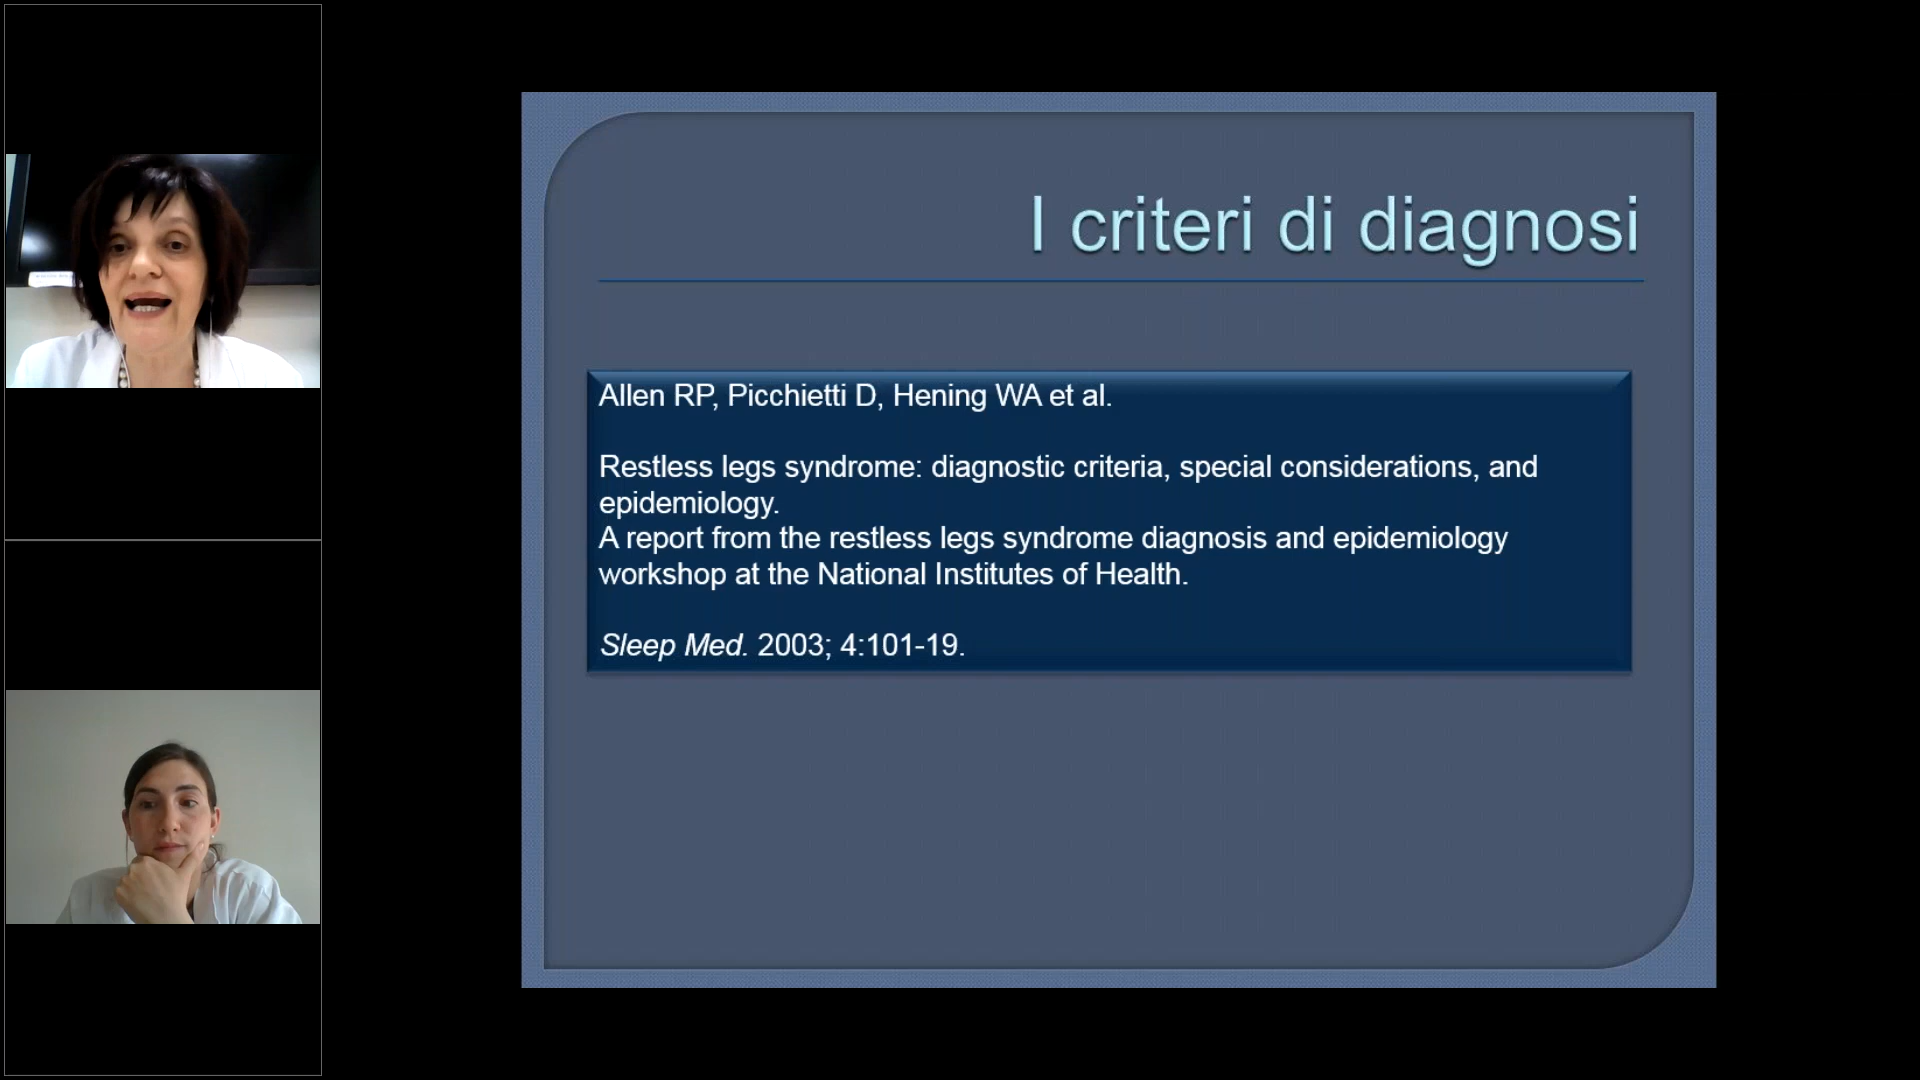 I criteri di diagnosi
Allen RP, Picchietti D, Hening WA et al.
Restless legs syndrome: diagnostic criteria, special considerations, and
epidemiology.
A report from the restless legs syndrome diagnosis and epidemiology
workshop at the National Institutes of Health.
Sleep Med. 2003; 4:101-19.